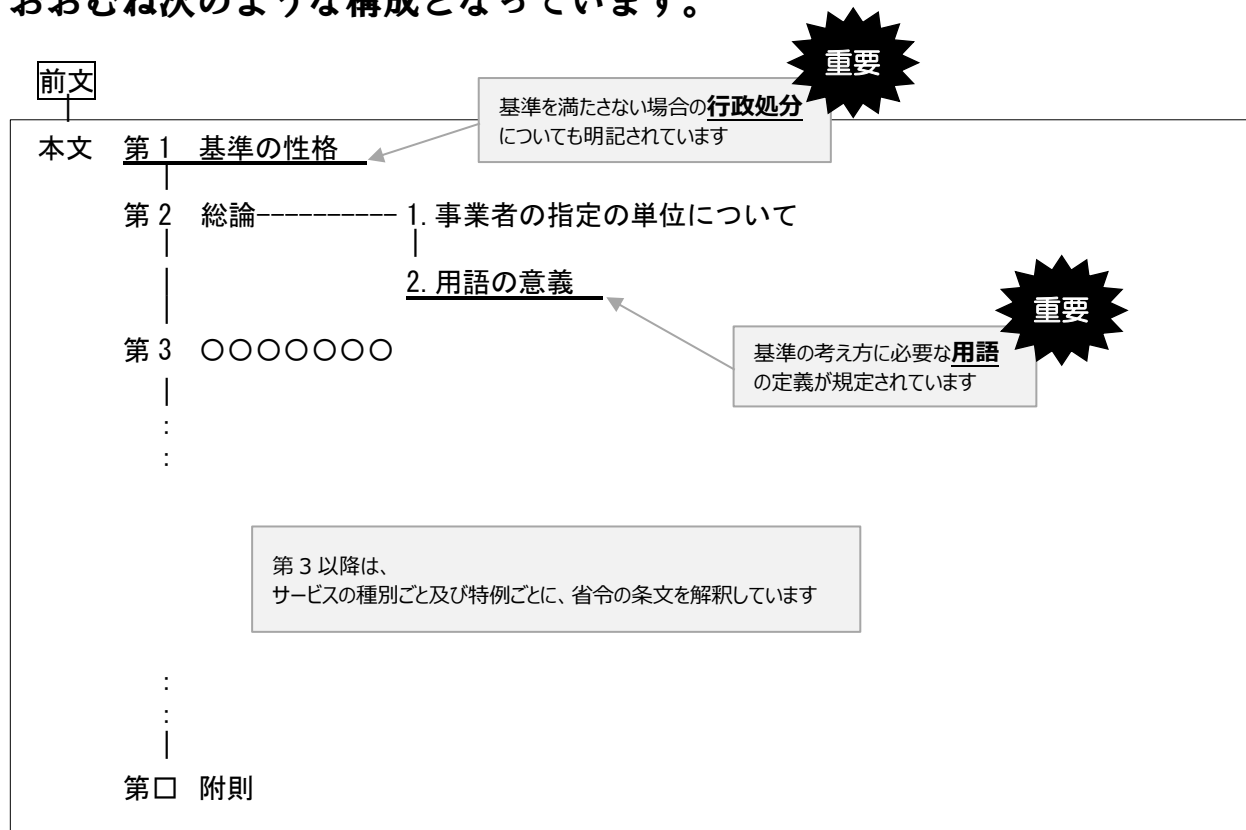 おおむね次のような構成となっています。
重要
前文
基準を満たさない場合の行政処分
についても明記されています
本文 第1 基準の性格
第2 総論---------- 1. 事業者の指定の単位について
2. 用語の意義
重要
第3 〇〇〇〇〇〇〇
基準の考え方に必要な用語
の定義が規定されています
:
:
第3以降は、
サービスの種別ごと及び特例ごとに、省令の条文を解釈しています
:
:
第□ 附則